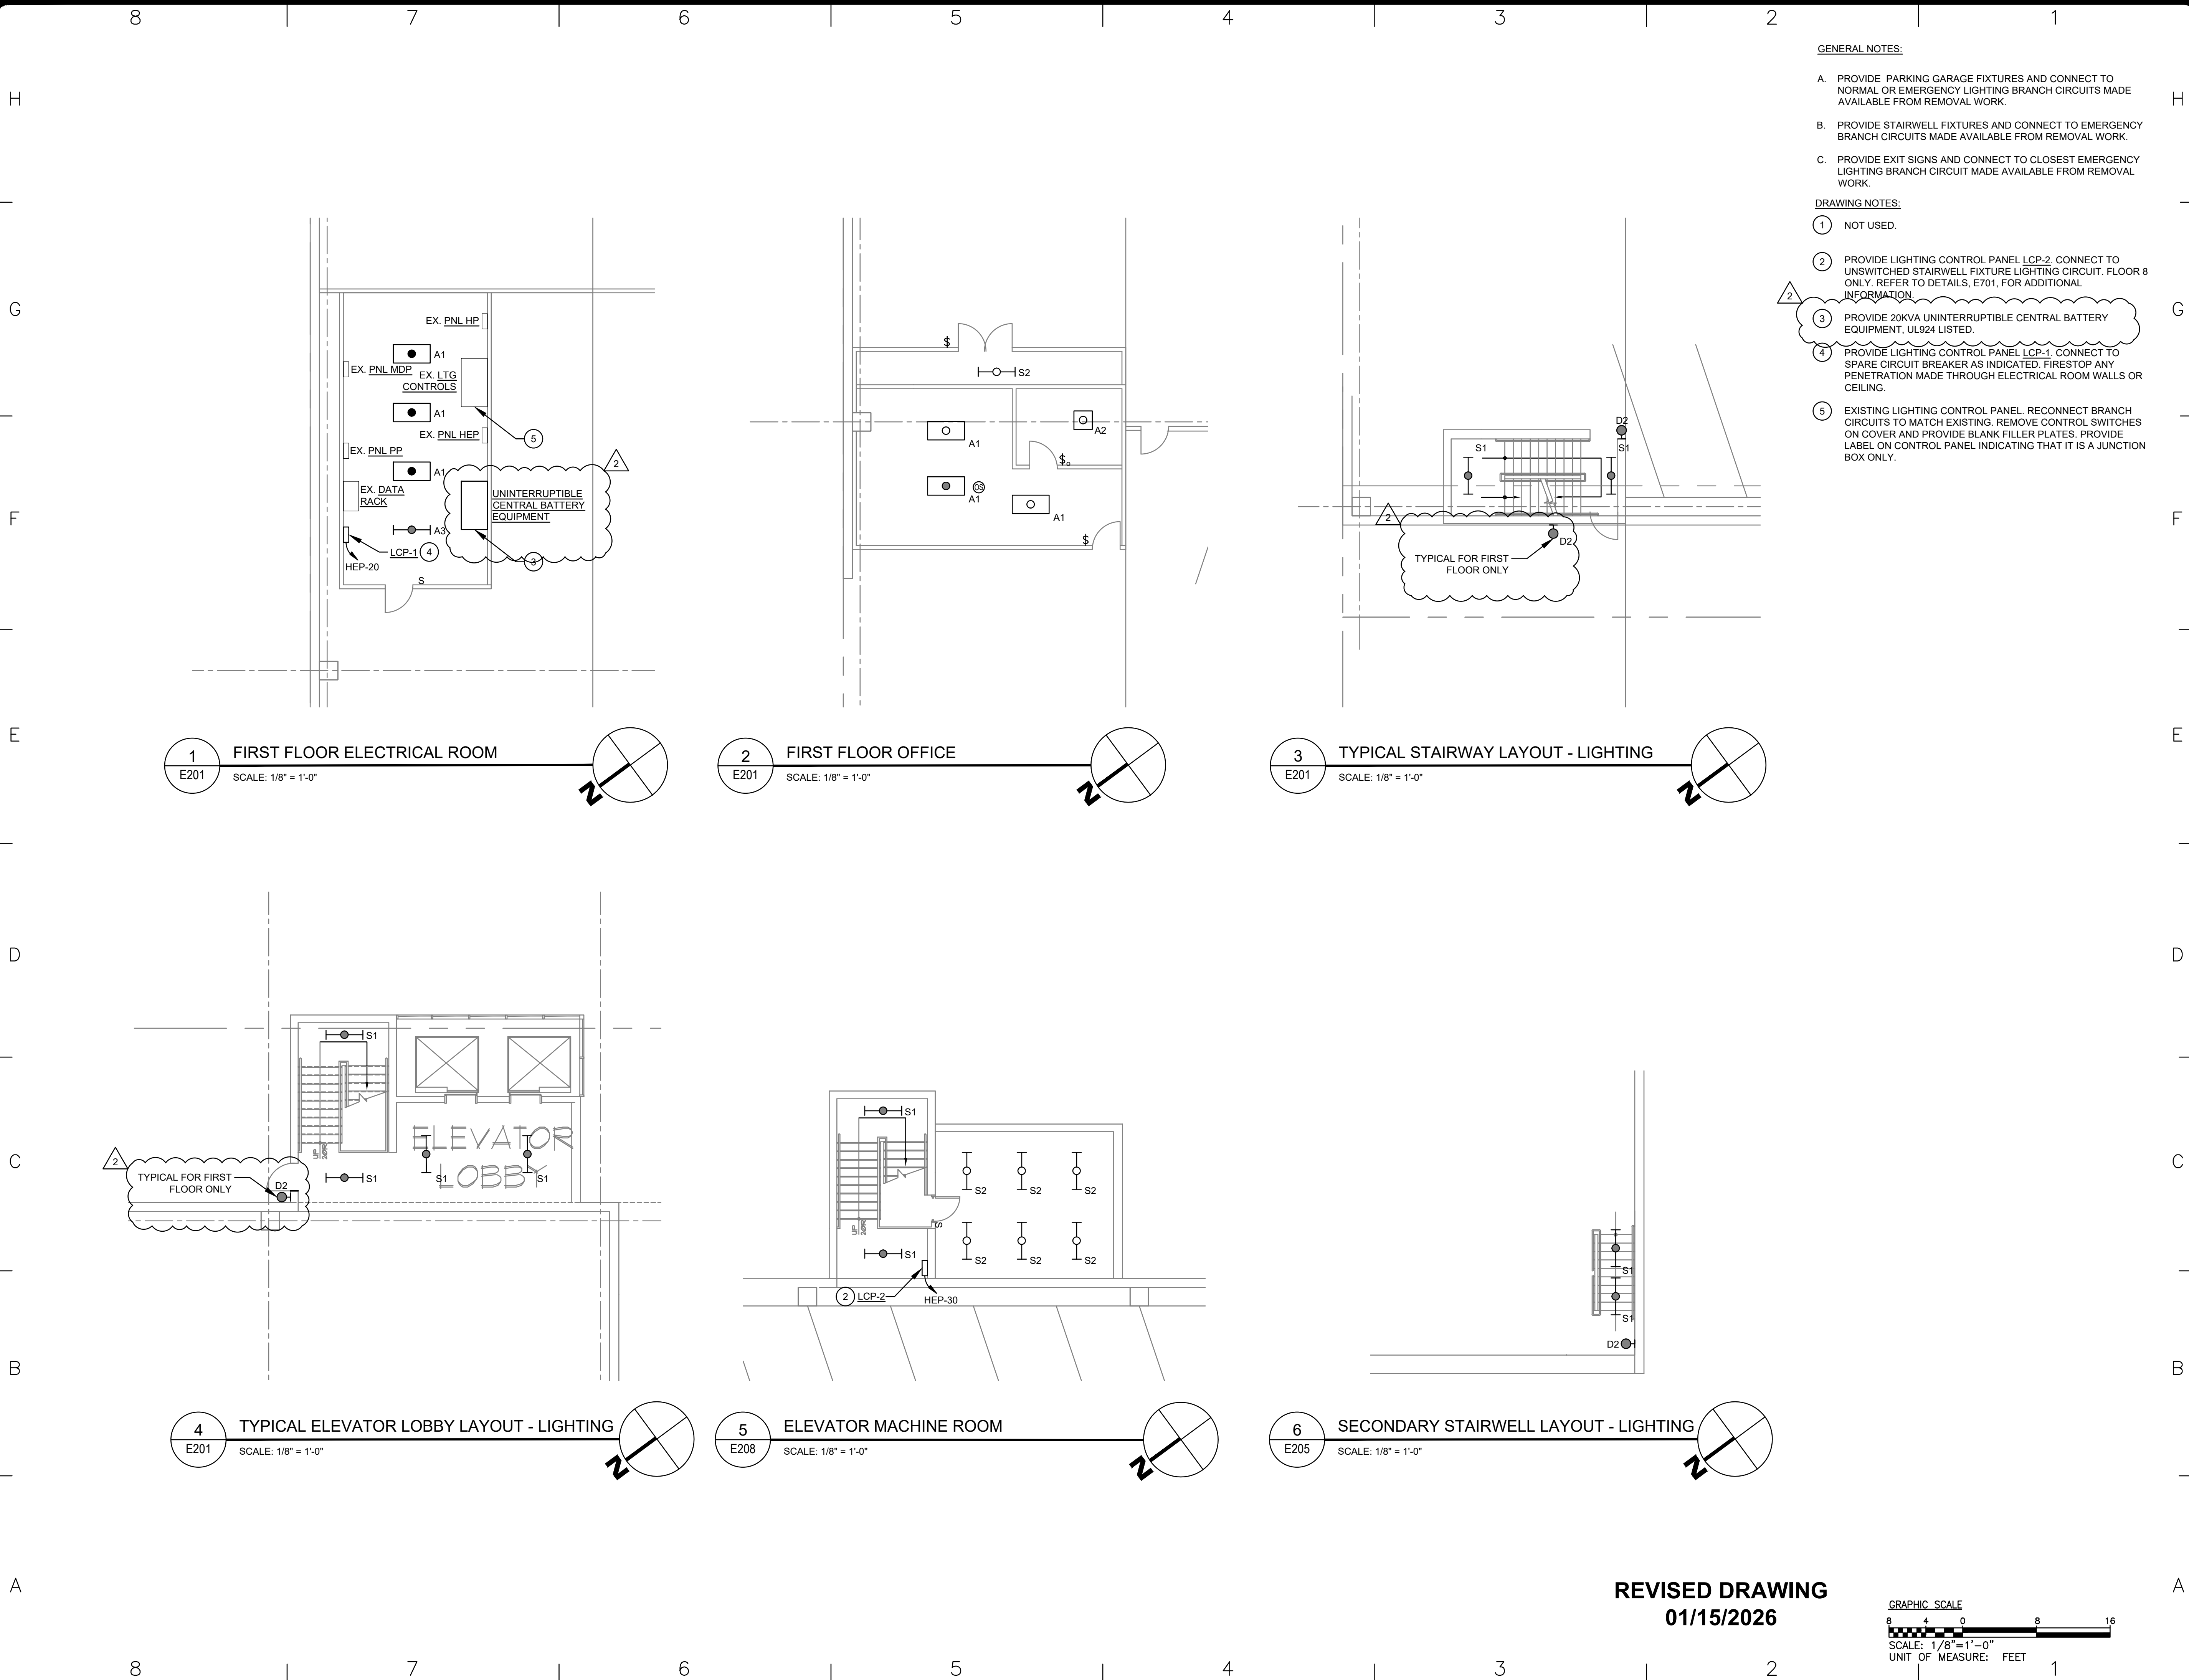 8 7 6 5 4 3 2 1
H
G
F
E
D
C
B
A
GENERAL NOTES:
A. PROVIDE PARKING GARAGE FIXTURES AND CONNECT TO
NORMAL OR EMERGENCY LIGHTING BRANCH CIRCUITS MADE
AVAILABLE FROM REMOVAL WORK.
B. PROVIDE STAIRWELL FIXTURES AND CONNECT TO EMERGENCY
BRANCH CIRCUITS MADE AVAILABLE FROM REMOVAL WORK.
C. PROVIDE EXIT SIGNS AND CONNECT TO CLOSEST EMERGENCY
LIGHTING BRANCH CIRCUIT MADE AVAILABLE FROM REMOVAL
WORK.
DRAWING NOTES:
1 NOT USED.
2 PROVIDE LIGHTING CONTROL PANEL LCP-2. CONNECT TO
UNSWITCHED STAIRWELL FIXTURE LIGHTING CIRCUIT. FLOOR 8
ONLY. REFER TO DETAILS, E701, FOR ADDITIONAL
INFORMATION.
2
3 PROVIDE 20KVA UNINTERRUPTIBLE CENTRAL BATTERY
EQUIPMENT, UL924 LISTED.
4 PROVIDE LIGHTING CONTROL PANEL LCP-1. CONNECT TO
SPARE CIRCUIT BREAKER AS INDICATED. FIRESTOP ANY
PENETRATION MADE THROUGH ELECTRICAL ROOM WALLS OR
CEILING.
5 EXISTING LIGHTING CONTROL PANEL. RECONNECT BRANCH
CIRCUITS TO MATCH EXISTING. REMOVE CONTROL SWITCHES
ON COVER AND PROVIDE BLANK FILLER PLATES. PROVIDE
LABEL ON CONTROL PANEL INDICATING THAT IT IS A JUNCTION
BOX ONLY.
EX. PNL HP
A1
EX. PNL MDP
EX. LTG
CONTROLS
A1
EX. PNL HEP
5
EX. PNL PP
2
A1
EX. DATA
RACK
UNINTERRUPTIBLE
CENTRAL BATTERY
EQUIPMENT
A3
LCP-1 4
3
HEP-20
S
1
E201
FIRST FLOOR ELECTRICAL ROOM
SCALE: 1/8" = 1'-0"
N
$
S2
A1
A2
$o
A1
OS
A1
$
2
E201
FIRST FLOOR OFFICE
SCALE: 1/8" = 1'-0"
N
D2
S1
S1
2
D2
TYPICAL FOR FIRST
FLOOR ONLY
3
E201
TYPICAL STAIRWAY LAYOUT - LIGHTING
SCALE: 1/8" = 1'-0"
N
S1
ELEVATOR
LOBBY
UP
2
TYPICAL FOR FIRST
FLOOR ONLY
D2
S1
S1
S1
4
E201
TYPICAL ELEVATOR LOBBY LAYOUT - LIGHTING
SCALE: 1/8" = 1'-0"
N
S1
S2
S2
S2
UP
S
S1
S2
S2
S2
2 LCP-2
HEP-30
5
E208
ELEVATOR MACHINE ROOM
SCALE: 1/8" = 1'-0"
N
S1
S1
D2
6
E205
SECONDARY STAIRWELL LAYOUT - LIGHTING
SCALE: 1/8" = 1'-0"
N
REVISED DRAWING
01/15/2026
GRAPHIC SCALE
8 4 0 8 16
SCALE: 1/8"=1'-0"
UNIT OF MEASURE: FEET
H
G
F
E
D
C
B
A
8 7 6 5 4 3 2 1